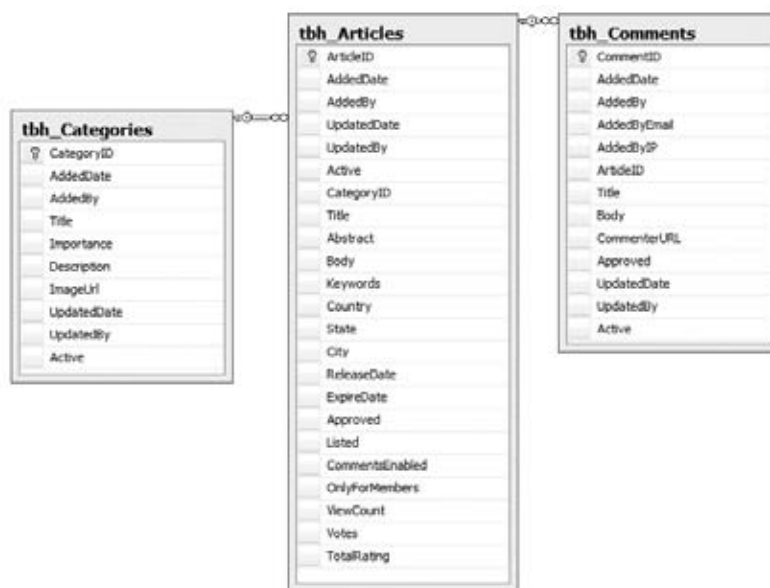 tbh_Categories
CategoryID
AddedDate
AddedBy
Title
Importance
Description
ImageUrl
UpdatedDate
UpdatedBy
Active
tbh_Articles
ArticleID
AddedDate
AddedBy
UpdatedDate
UpdatedBy
Active
CategoryID
Title
Abstract
Body
Keywords
Country
State
City
ReleaseDate
ExpireDate
Approved
Listed
CommentsEnabled
OnlyForMembers
ViewCount
Votes
TotalRating
tbh_Comments
CommentID
AddedDate
AddedBy
AddedByEmail
AddedByIP
ArticleID
Title
Body
CommenterURL
Approved
UpdatedDate
UpdatedBy
Active